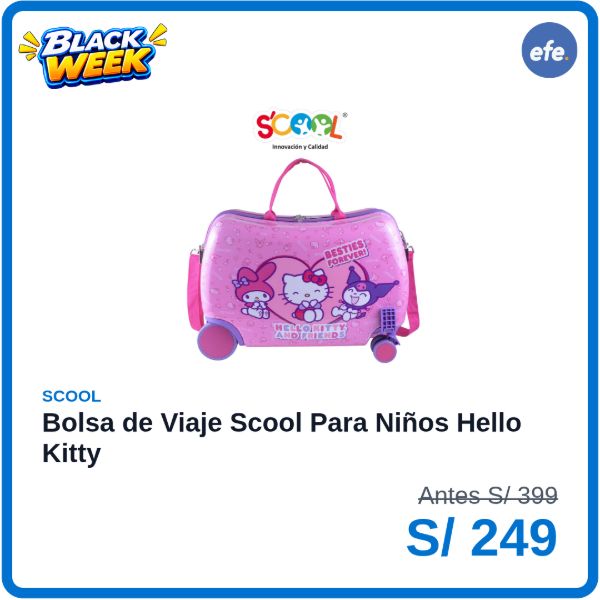 BLACK
WEEK
efe.
S'COOL®
Innovación y Calidad
BESTIES
FOREVER!
HELLO KITTY
AND FRIENDS
SCOOL
Bolsa de Viaje Scool Para Niños Hello
Kitty
Antes S/ 399
S/ 249